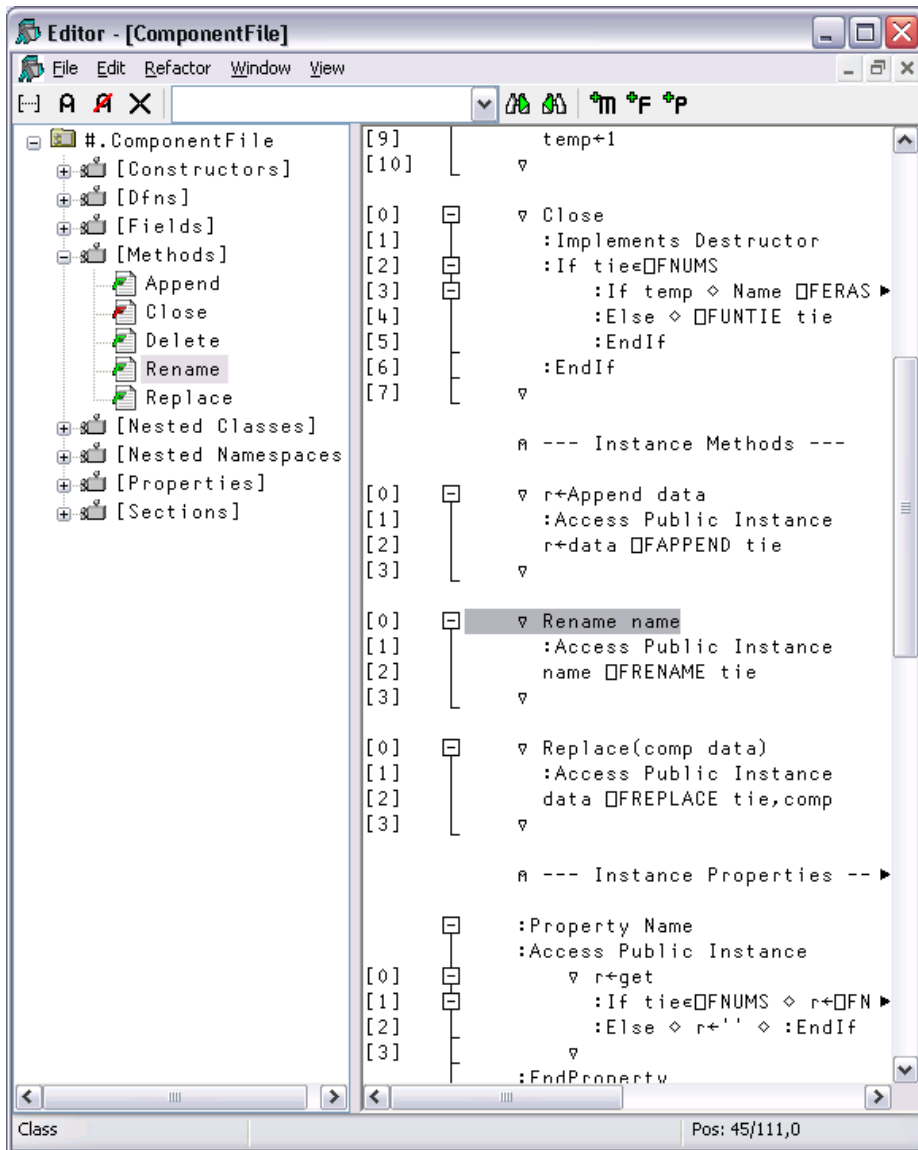 Editor - [ComponentFile]
File Edit Refactor Window View
[···] ⍝ ⍝ X ⁺m ⁺F ⁺P
#.ComponentFile
[Constructors]
[Dfns]
[Fields]
[Methods]
Append
Close
Delete
Rename
Replace
[Nested Classes]
[Nested Namespaces
[Properties]
[Sections]
[9] temp←1
[10] ∇
[0] ∇ Close
[1] :Implements Destructor
[2] :If tie∊⎕FNUMS
[3] :If temp ⋄ Name ⎕FERAS
[4] :Else ⋄ ⎕FUNTIE tie
[5] :EndIf
[6] :EndIf
[7] ∇
⍝ --- Instance Methods ---
[0] ∇ r←Append data
[1] :Access Public Instance
[2] r←data ⎕FAPPEND tie
[3] ∇
[0] ∇ Rename name
[1] :Access Public Instance
[2] name ⎕FRENAME tie
[3] ∇
[0] ∇ Replace(comp data)
[1] :Access Public Instance
[2] data ⎕FREPLACE tie,comp
[3] ∇
⍝ --- Instance Properties --
:Property Name
:Access Public Instance
[0] ∇ r←get
[1] :If tie∊⎕FNUMS ⋄ r←⎕FN
[2] :Else ⋄ r←'' ⋄ :EndIf
[3] ∇
:EndProperty
Class Pos: 45/111,0